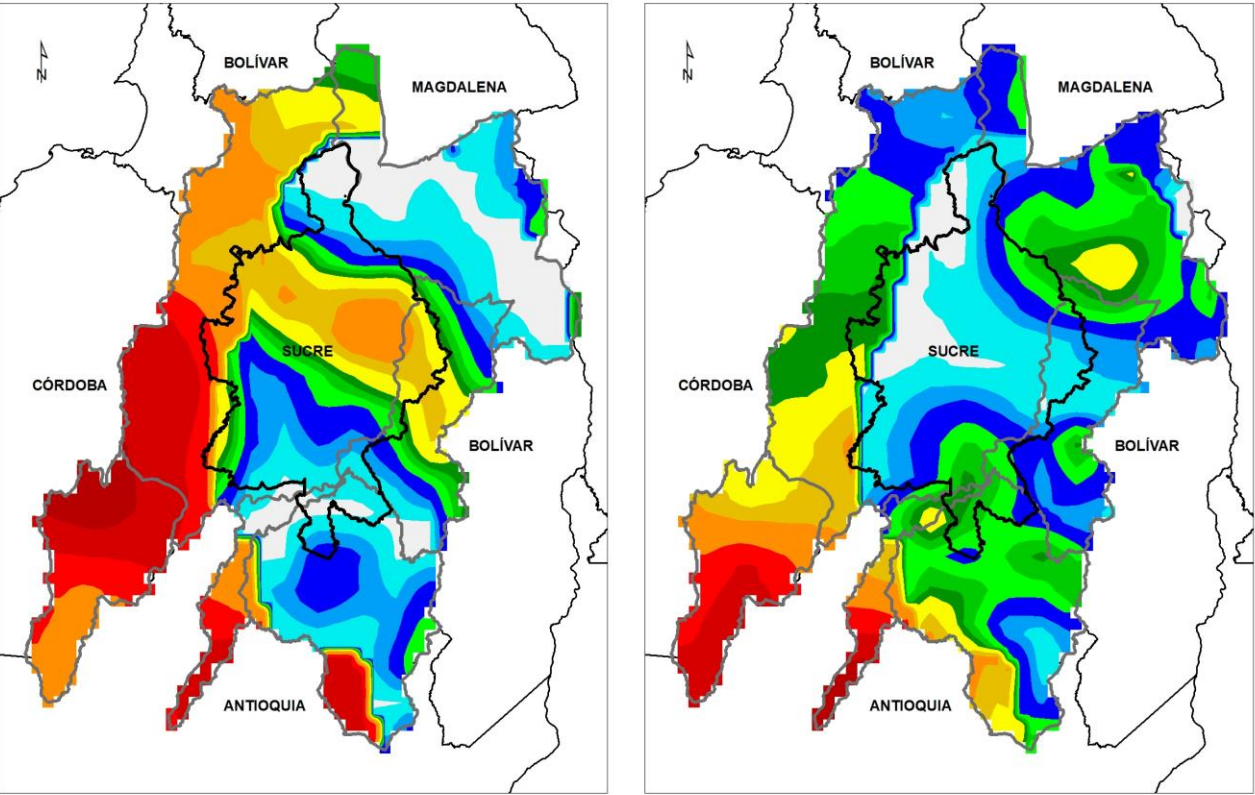 BOLÍVAR
MAGDALENA
N
SUCRE
CÓRDOBA
BOLÍVAR
ANTIOQUIA
BOLÍVAR
MAGDALENA
N
SUCRE
CÓRDOBA
BOLÍVAR
ANTIOQUIA